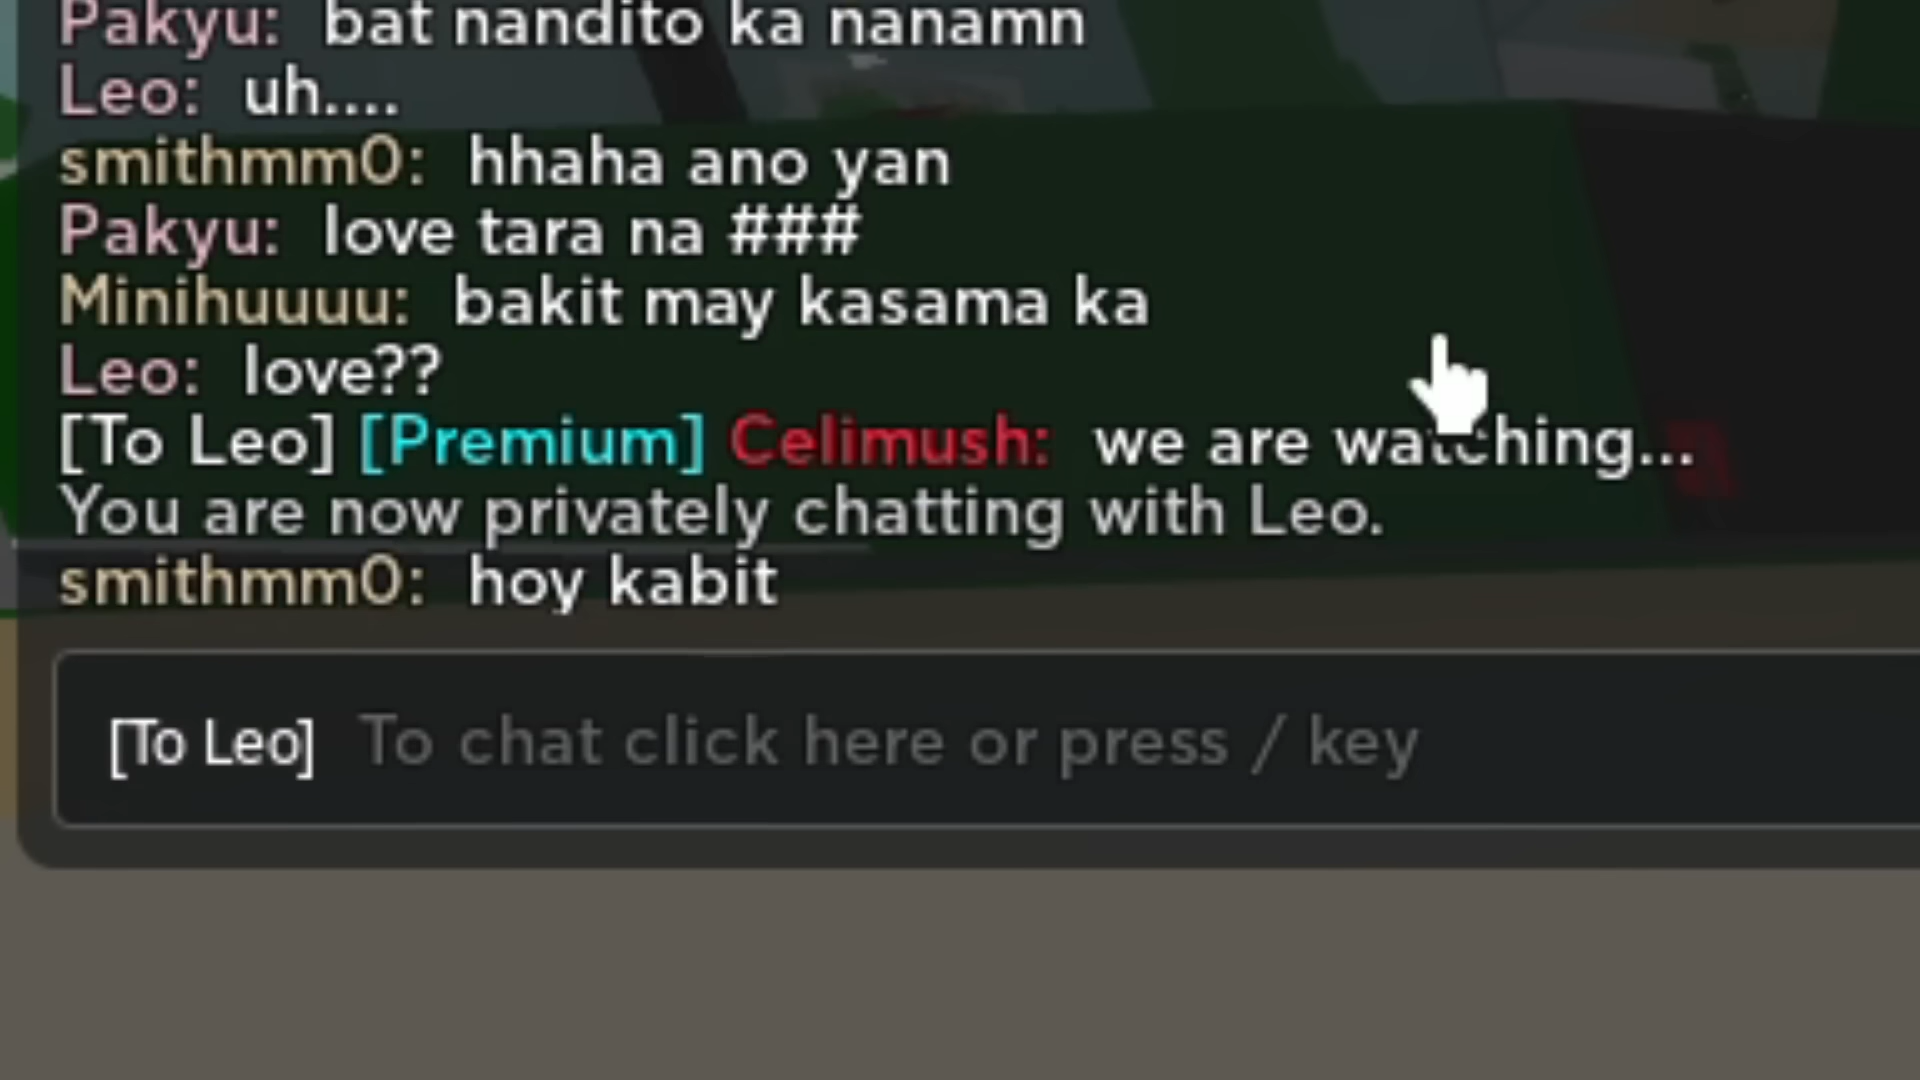 Pakyu: bat nandito ka nanamn
Leo: uh....
smithmm0: hhaha ano yan
Pakyu: love tara na ###
Minihuuuu: bakit may kasama ka
Leo: love??
[To Leo] [Premium] Celimush: we are watching...
You are now privately chatting with Leo.
smithmm0: hoy kabit
[To Leo] To chat click here or press / key